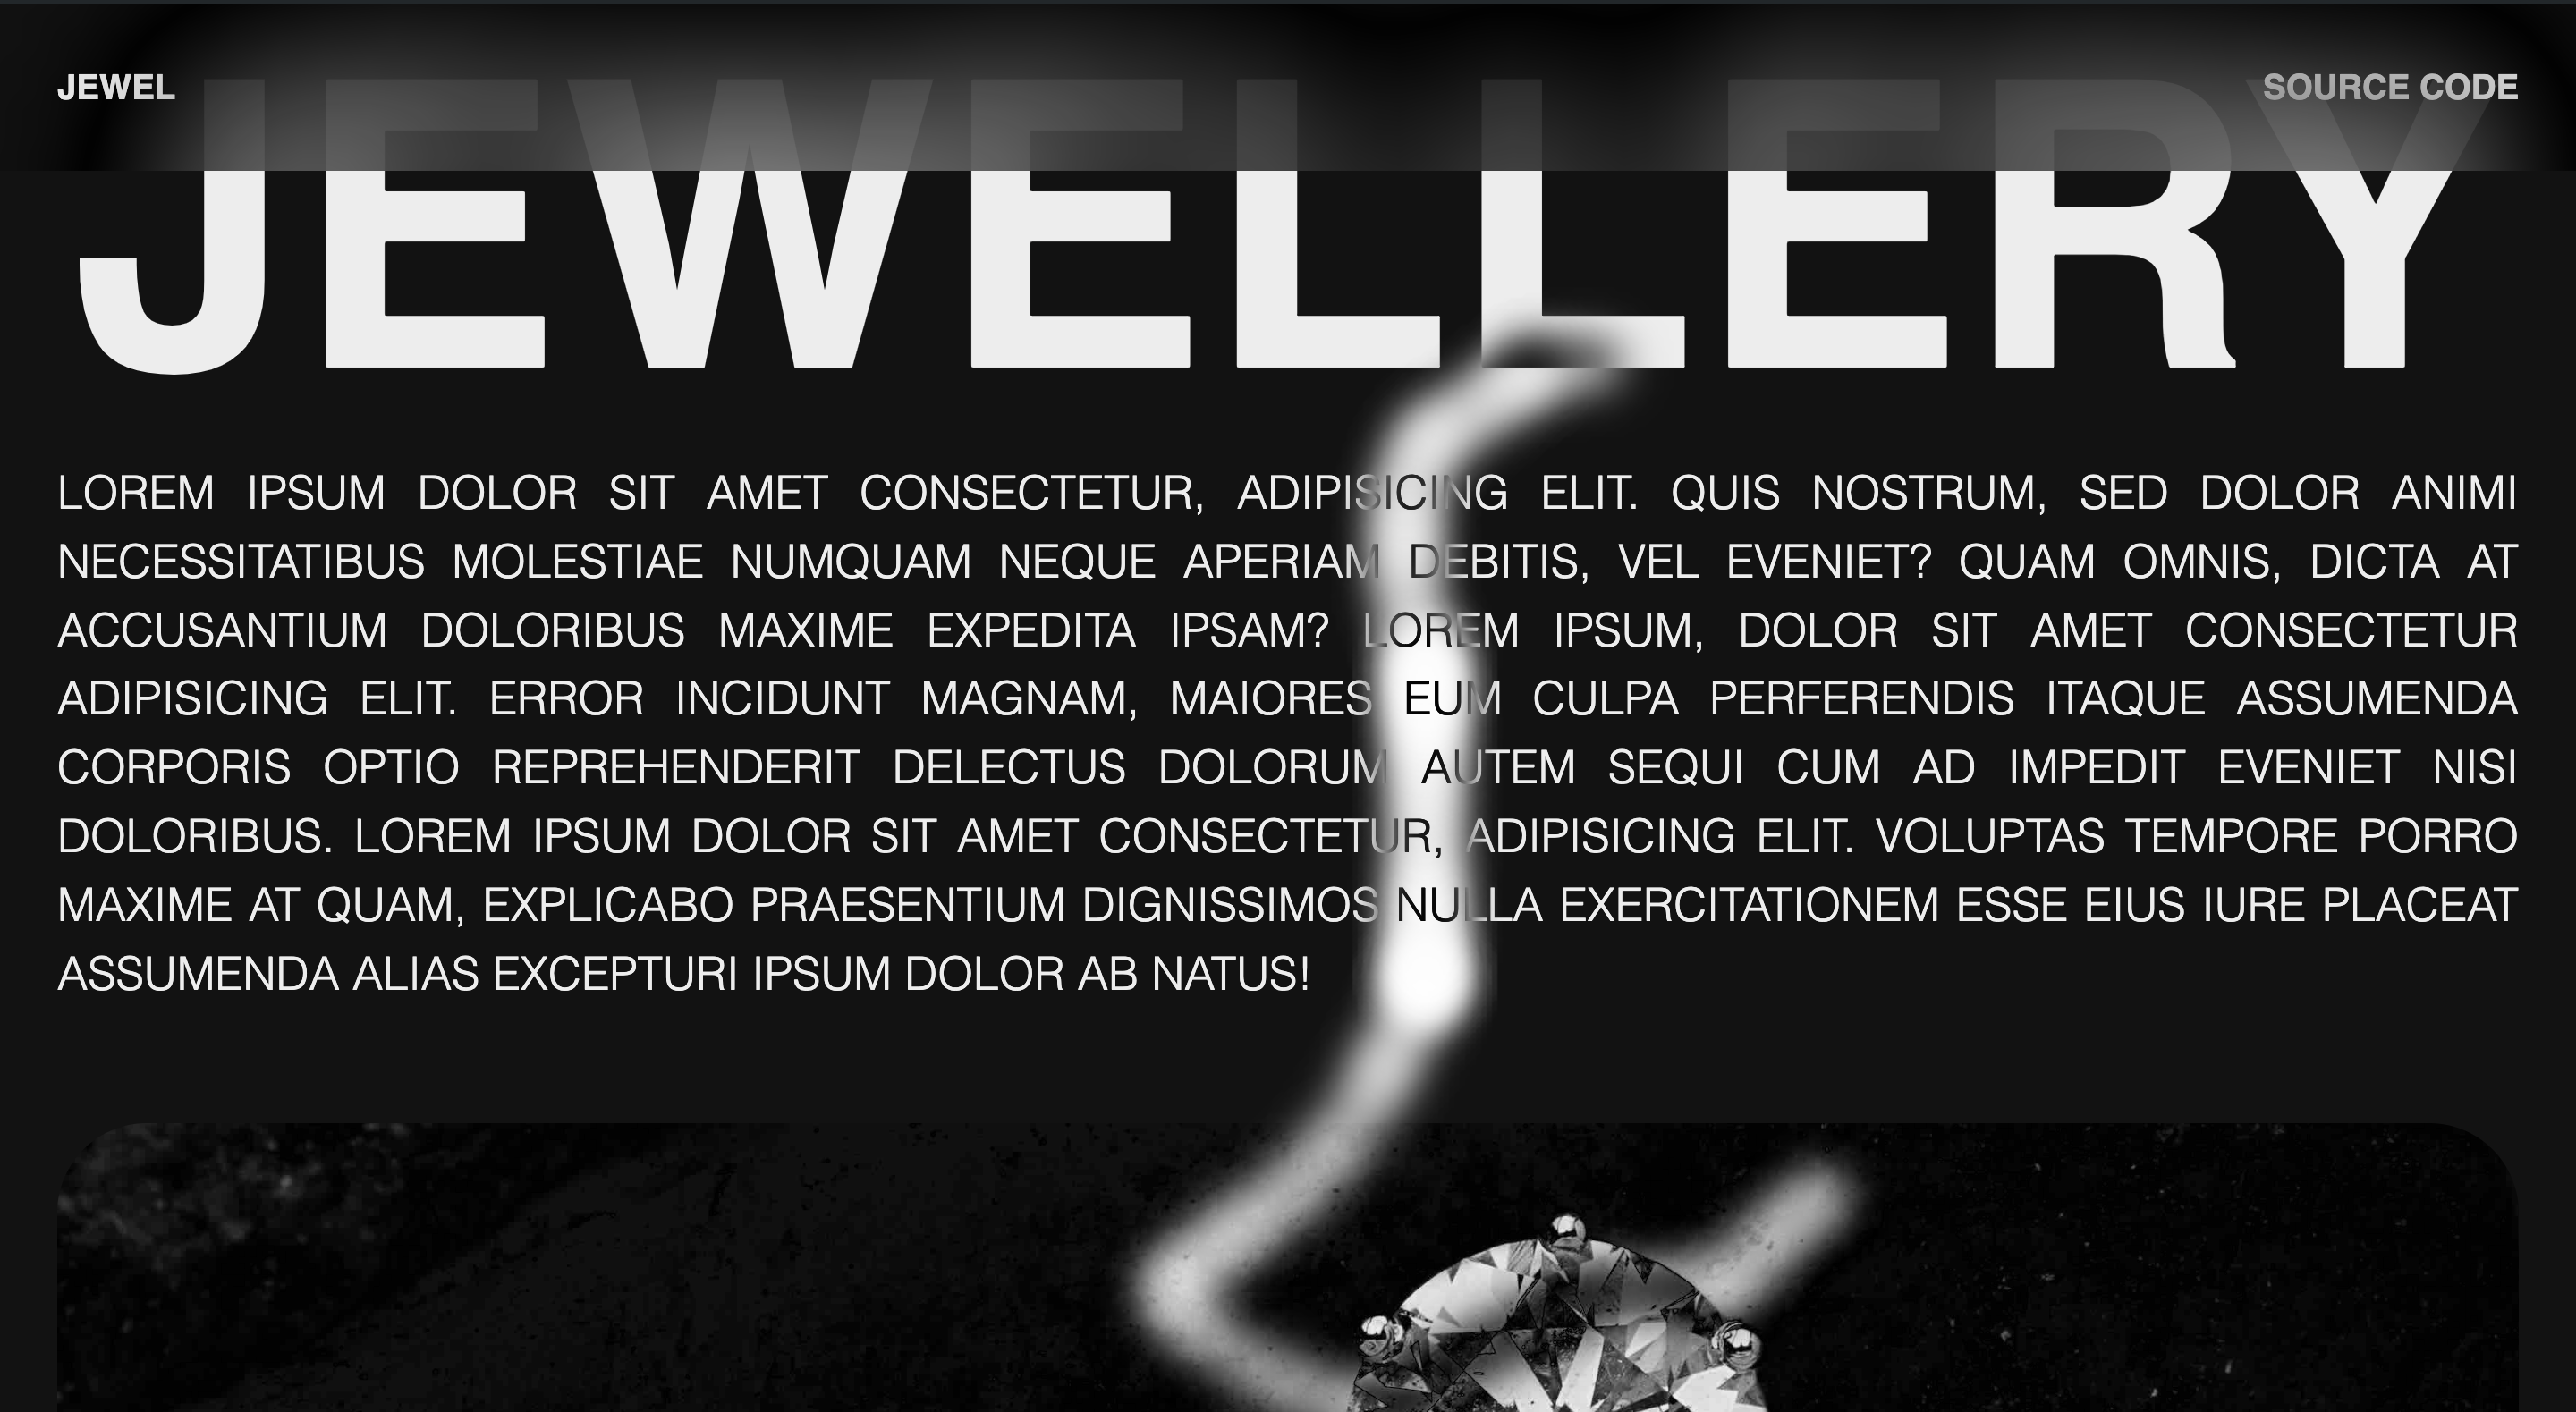 JEWEL
SOURCE CODE
JEWELLERY
LOREM IPSUM DOLOR SIT AMET CONSECTETUR, ADIPISICING ELIT. QUIS NOSTRUM, SED DOLOR ANIMI
NECESSITATIBUS MOLESTIAE NUMQUAM NEQUE APERIAM DEBITIS, VEL EVENIET? QUAM OMNIS, DICTA AT
ACCUSANTIUM DOLORIBUS MAXIME EXPEDITA IPSAM? LOREM IPSUM, DOLOR SIT AMET CONSECTETUR
ADIPISICING ELIT. ERROR INCIDUNT MAGNAM, MAIORES EUM CULPA PERFERENDIS ITAQUE ASSUMENDA
CORPORIS OPTIO REPREHENDERIT DELECTUS DOLORUM AUTEM SEQUI CUM AD IMPEDIT EVENIET NISI
DOLORIBUS. LOREM IPSUM DOLOR SIT AMET CONSECTETUR, ADIPISICING ELIT. VOLUPTAS TEMPORE PORRO
MAXIME AT QUAM, EXPLICABO PRAESENTIUM DIGNISSIMOS NULLA EXERCITATIONEM ESSE EIUS IURE PLACEAT
ASSUMENDA ALIAS EXCEPTURI IPSUM DOLOR AB NATUS!